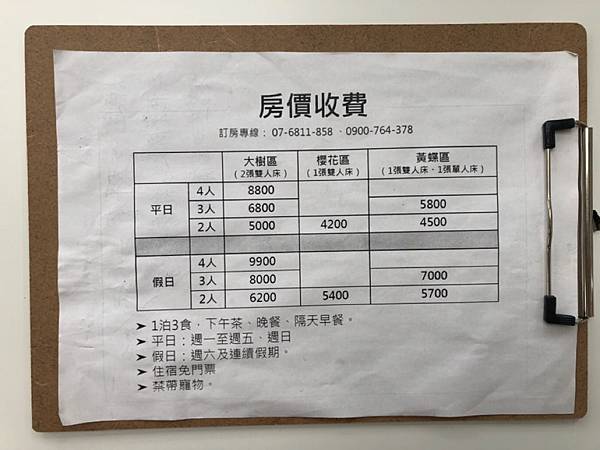 房價收費
訂房專線： 07-6811-858 、0900-764-378
大樹區 櫻花區 黃蝶區
（2張雙人床） （1張雙人床） （1張雙人床、1張單人床）
平日 4人 8800
3人 6800 5800
2人 5000 4200 4500
假日 4人 9900
3人 8000 7000
2人 6200 5400 5700
➤ 1泊3食，下午茶、晚餐、隔天早餐。
➤ 平日：週一至週五、週日
➤ 假日：週六及連續假期。
➤ 住宿免門票
➤ 禁帶寵物。